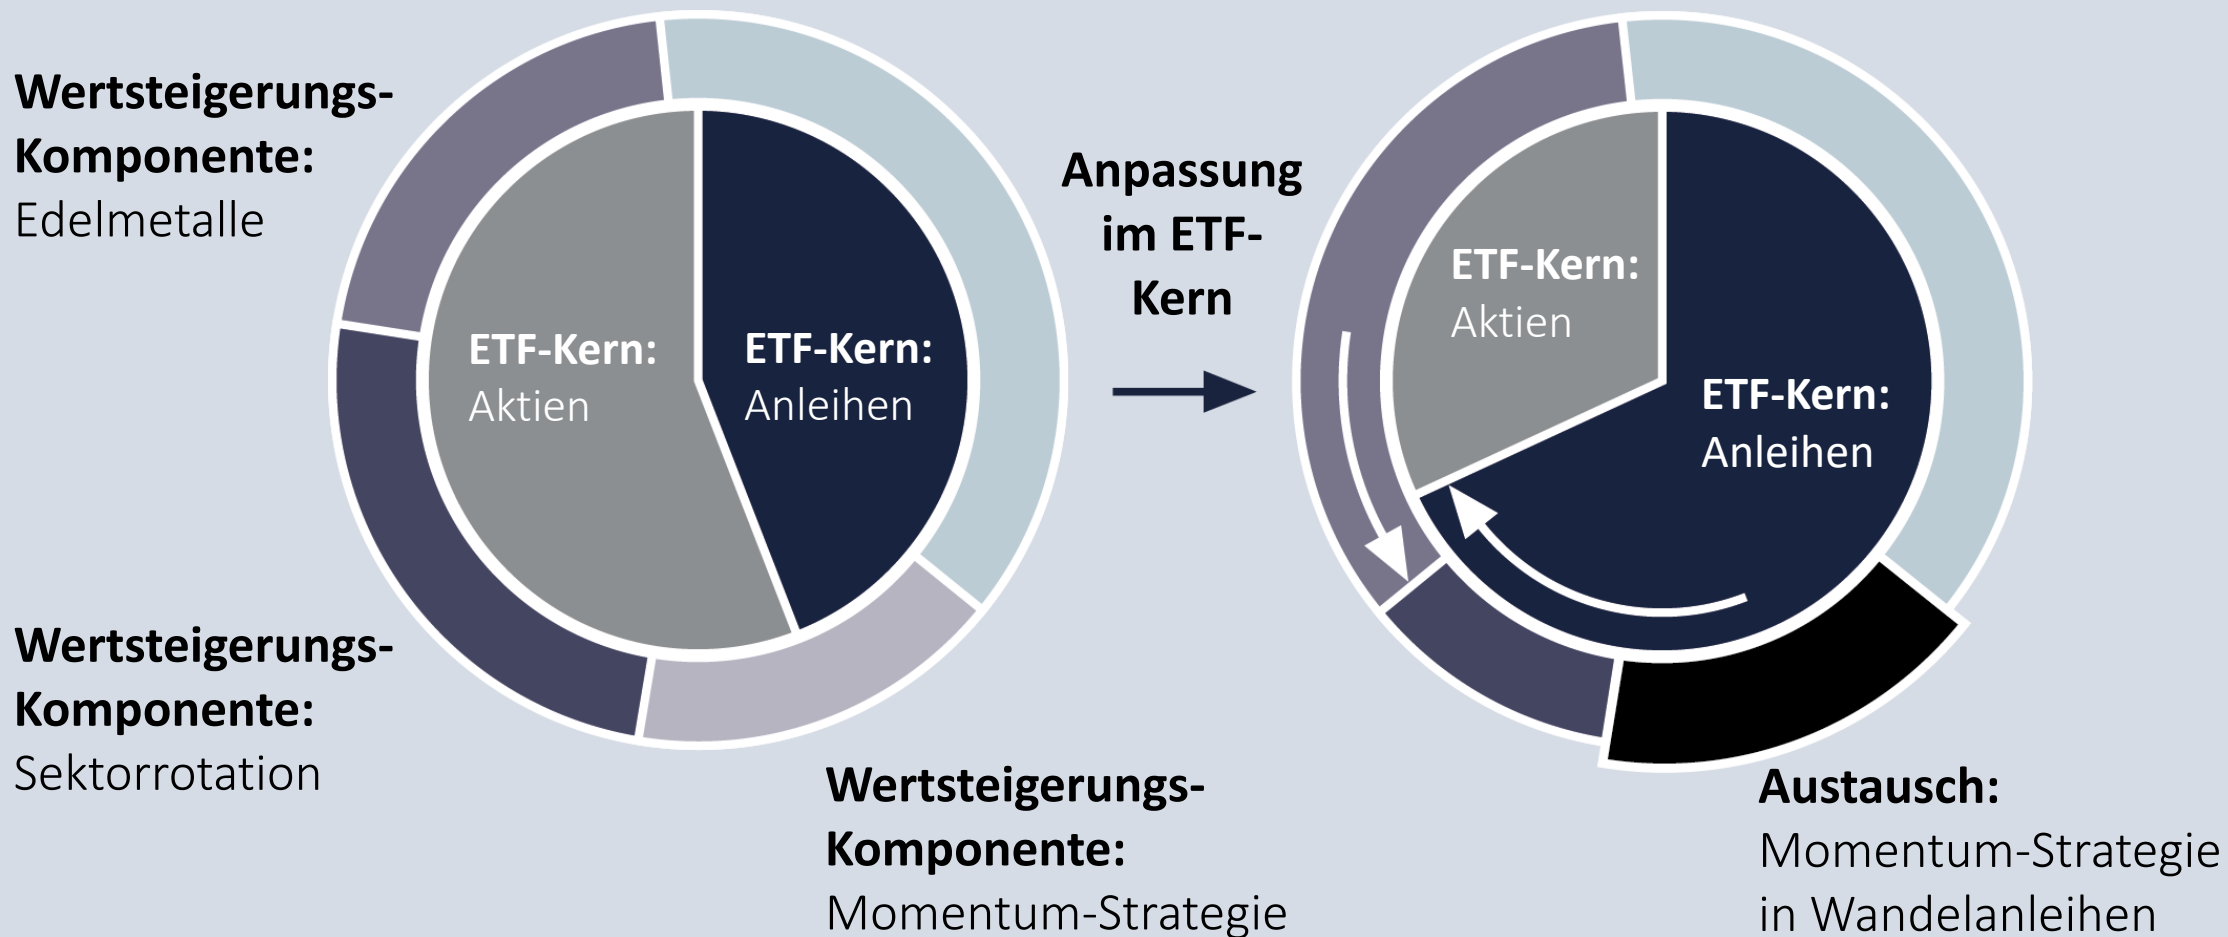 Wertsteigerungs-
Komponente:
Edelmetalle
ETF-Kern:
Aktien
ETF-Kern:
Anleihen
Wertsteigerungs-
Komponente:
Sektorrotation
Wertsteigerungs-
Komponente:
Momentum-Strategie
Anpassung
im ETF-
Kern
ETF-Kern:
Aktien
ETF-Kern:
Anleihen
Austausch:
Momentum-Strategie
in Wandelanleihen